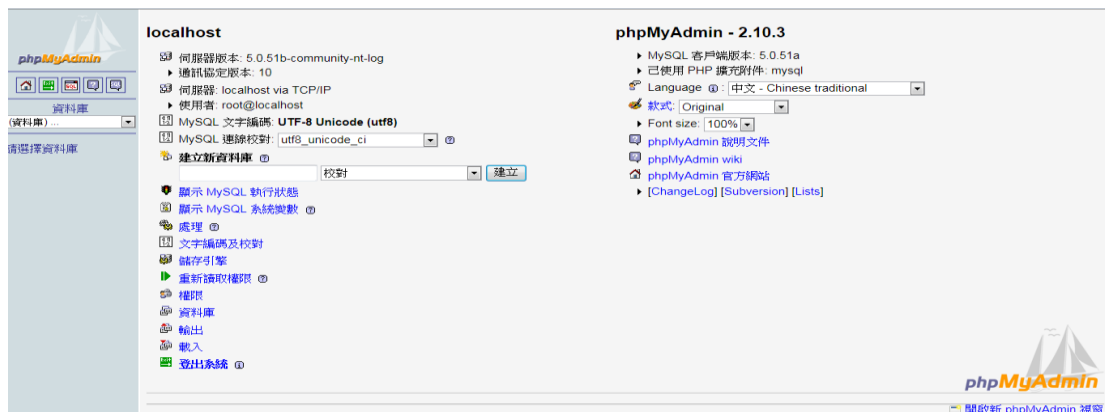 phpMyAdmin
資料庫
(資料庫) ...
請選擇資料庫
localhost
伺服器版本: 5.0.51b-community-nt-log
通訊協定版本: 10
伺服器: localhost via TCP/IP
使用者: root@localhost
MySQL 文字編碼: UTF-8 Unicode (utf8)
MySQL 連線校對: utf8_unicode_ci
建立新資料庫
校對 建立
顯示 MySQL 執行狀態
顯示 MySQL 系統變數
處理
文字編碼及校對
儲存引擎
重新讀取權限
權限
資料庫
輸出
載入
登出系統
phpMyAdmin - 2.10.3
MySQL 客戶端版本: 5.0.51a
已使用 PHP 擴充附件: mysql
Language : 中文 - Chinese traditional
款式: Original
Font size: 100%
phpMyAdmin 說明文件
phpMyAdmin wiki
phpMyAdmin 官方網站
[ChangeLog] [Subversion] [Lists]
phpMyAdmin
開啟新 phpMyAdmin 視窗